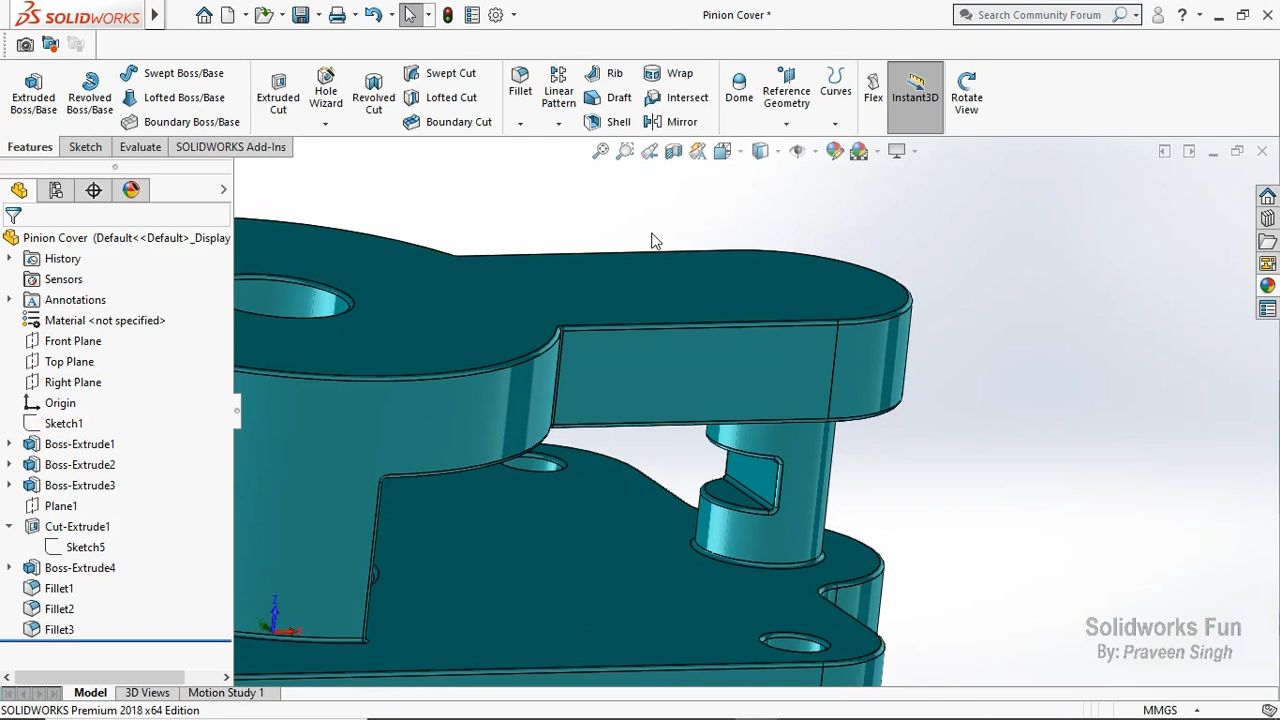 SOLIDWORKS
Pinion Cover *
Search Community Forum
?
Extruded Boss/Base
Revolved Boss/Base
Swept Boss/Base
Lofted Boss/Base
Boundary Boss/Base
Extruded Cut
Hole Wizard
Revolved Cut
Swept Cut
Lofted Cut
Boundary Cut
Fillet
Linear Pattern
Rib
Draft
Shell
Wrap
Intersect
Mirror
Dome
Reference Geometry
Curves
Flex
Instant3D
Rotate View
Features
Sketch
Evaluate
SOLIDWORKS Add-Ins
Pinion Cover (Default<<Default>_Display
History
Sensors
Annotations
Material <not specified>
Front Plane
Top Plane
Right Plane
Origin
Sketch1
Boss-Extrude1
Boss-Extrude2
Boss-Extrude3
Plane1
Cut-Extrude1
Sketch5
Boss-Extrude4
Fillet1
Fillet2
Fillet3
Z
X
Solidworks Fun
By: Praveen Singh
Model
3D Views
Motion Study 1
SOLIDWORKS Premium 2018 x64 Edition
MMGS